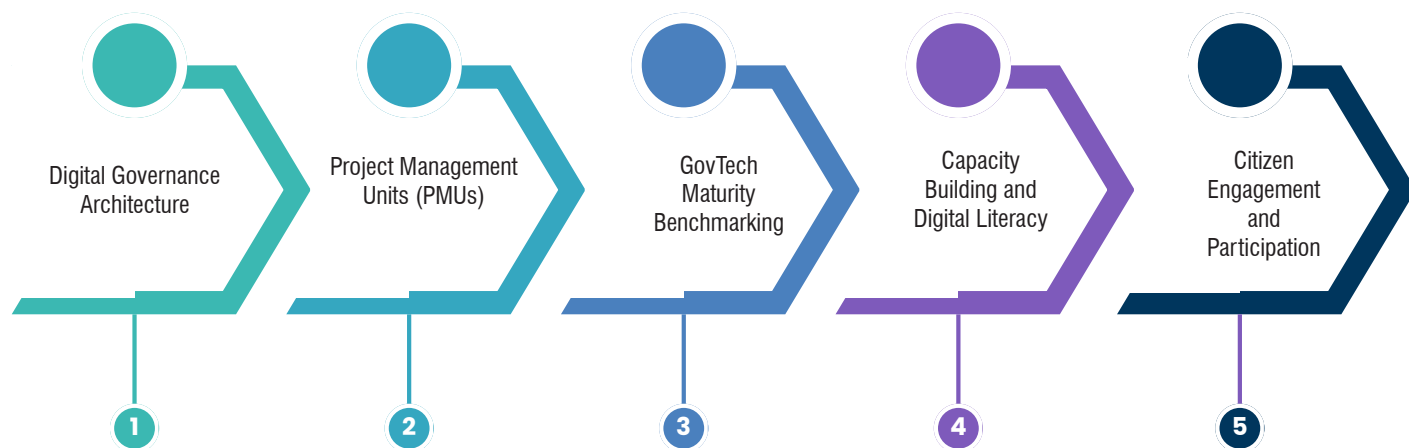 Digital Governance
Architecture
Project Management
Units (PMUs)
GovTech
Maturity
Benchmarking
Capacity
Building and
Digital Literacy
Citizen
Engagement
and
Participation
1
2
3
4
5